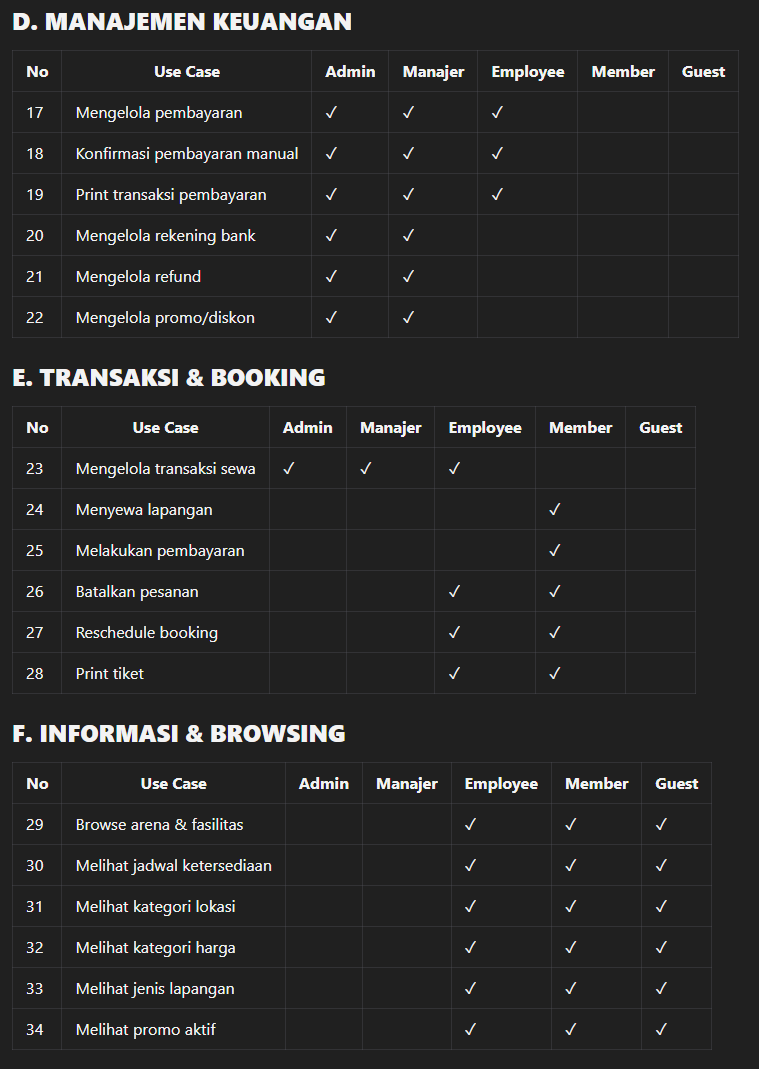 D. MANAJEMEN KEUANGAN
No Use Case Admin Manajer Employee Member Guest
17 Mengelola pembayaran ✓ ✓ ✓
18 Konfirmasi pembayaran manual ✓ ✓ ✓
19 Print transaksi pembayaran ✓ ✓ ✓
20 Mengelola rekening bank ✓ ✓
21 Mengelola refund ✓ ✓
22 Mengelola promo/diskon ✓ ✓
E. TRANSAKSI & BOOKING
No Use Case Admin Manajer Employee Member Guest
23 Mengelola transaksi sewa ✓ ✓ ✓
24 Menyewa lapangan ✓
25 Melakukan pembayaran ✓
26 Batalkan pesanan ✓ ✓
27 Reschedule booking ✓ ✓
28 Print tiket ✓ ✓
F. INFORMASI & BROWSING
No Use Case Admin Manajer Employee Member Guest
29 Browse arena & fasilitas ✓ ✓ ✓
30 Melihat jadwal ketersediaan ✓ ✓ ✓
31 Melihat kategori lokasi ✓ ✓ ✓
32 Melihat kategori harga ✓ ✓ ✓
33 Melihat jenis lapangan ✓ ✓ ✓
34 Melihat promo aktif ✓ ✓ ✓